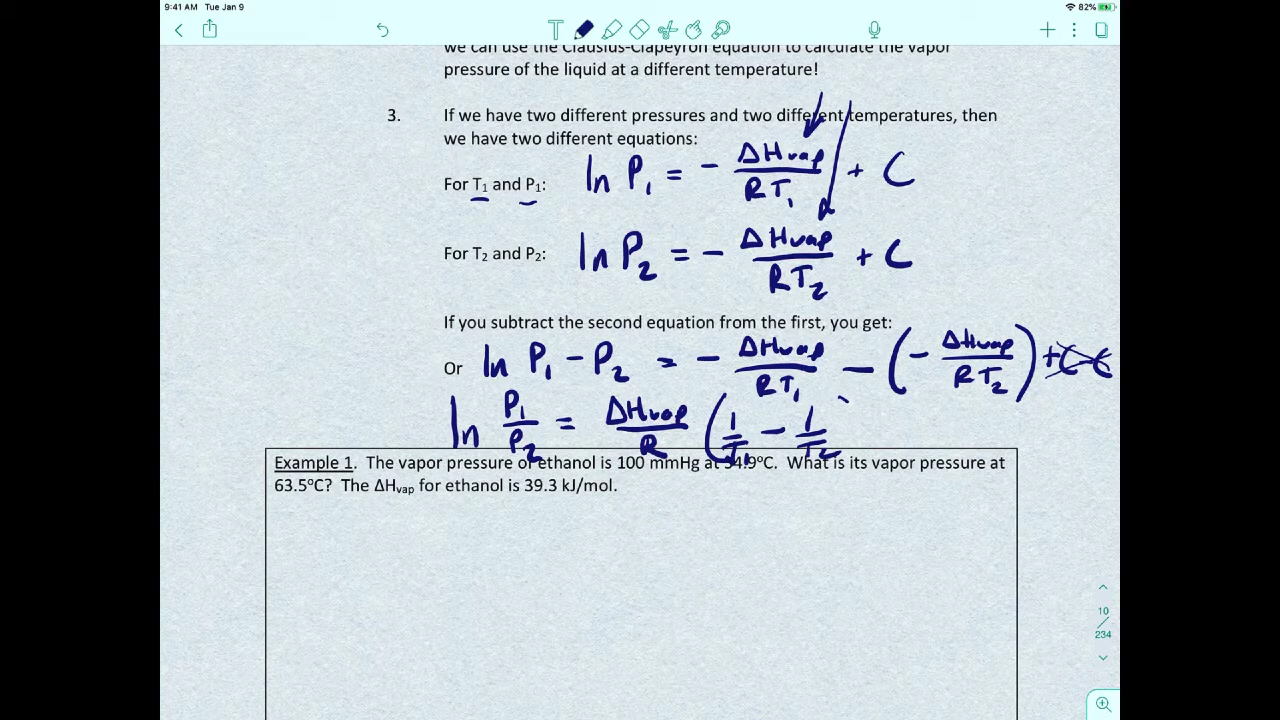 9:41 AM Tue Jan 9
82%
we can use the Clausius-Clapeyron equation to calculate the vapor
pressure of the liquid at a different temperature!
3. If we have two different pressures and two different temperatures, then
we have two different equations:
For T₁ and P₁: ln P₁ = - ΔHvap/RT₁ + C
For T₂ and P₂: ln P₂ = - ΔHvap/RT₂ + C
If you subtract the second equation from the first, you get:
Or ln P₁ - P₂ = - ΔHvap/RT₁ - (- ΔHvap/RT₂) + C - C
ln P₁/P₂ = ΔHvap/R (1/T₁ - 1/T₂
Example 1. The vapor pressure of ethanol is 100 mmHg at 34.9°C. What is its vapor pressure at
63.5°C? The ΔHvap for ethanol is 39.3 kJ/mol.
10
/
234